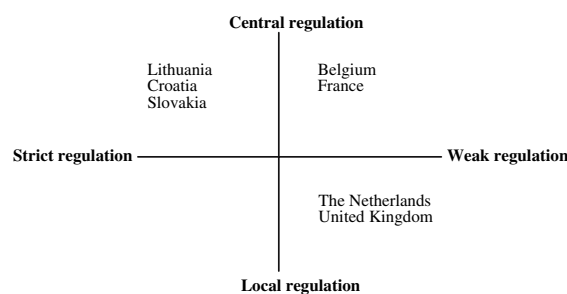 Central regulation
Lithuania
Croatia
Slovakia
Belgium
France
Strict regulation
Weak regulation
The Netherlands
United Kingdom
Local regulation